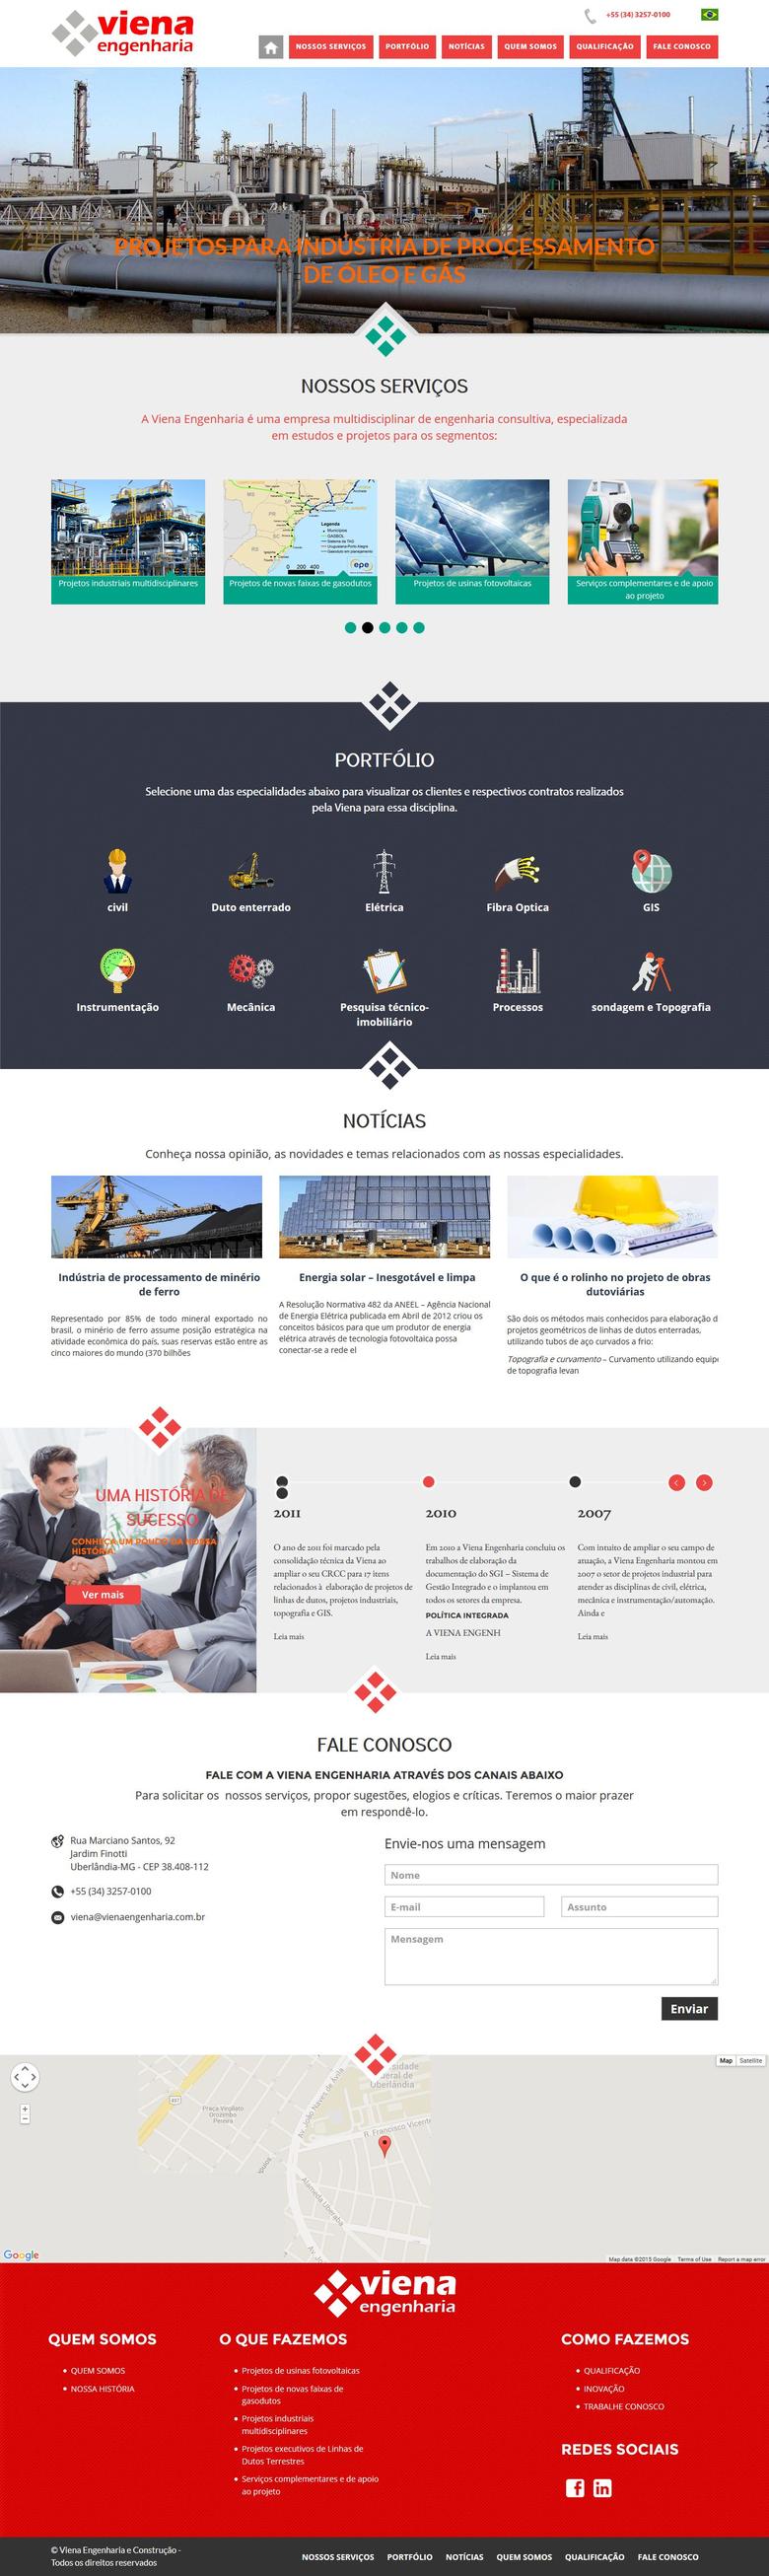 viena
engenharia
+55 (34) 3257-0100
NOSSOS SERVIÇOS PORTFÓLIO NOTÍCIAS QUEM SOMOS QUALIFICAÇÃO FALE CONOSCO
PROJETOS PARA INDÚSTRIA DE PROCESSAMENTO
DE ÓLEO E GÁS
NOSSOS SERVIÇOS
A Viena Engenharia é uma empresa multidisciplinar de engenharia consultiva, especializada
em estudos e projetos para os segmentos:
Legenda
0 200 400
km
epe
Projetos industriais multidisciplinares
Projetos de novas faixas de gasodutos
Projetos de usinas fotovoltaicas
Serviços complementares e de apoio
ao projeto
PORTFÓLIO
Selecione uma das especialidades abaixo para visualizar os clientes e respectivos contratos realizados
pela Viena para essa disciplina.
civil
Duto enterrado
Elétrica
Fibra Optica
GIS
Instrumentação
Mecânica
Pesquisa técnico-
imobiliário
Processos
sondagem e Topografia
NOTÍCIAS
Conheça nossa opinião, as novidades e temas relacionados com as nossas especialidades.
Indústria de processamento de minério
de ferro
Representado por 85% de todo mineral exportado no
brasil, o minério de ferro assume posição estratégica na
atividade econômica do país, suas reservas estão entre as
cinco maiores do mundo (370 bilhões
Energia solar – Inesgotável e limpa
A Resolução Normativa 482 da ANEEL – Agência Nacional
de Energia Elétrica publicada em Abril de 2012 criou os
conceitos básicos para que um produtor de energia
elétrica através de tecnologia fotovoltaica possa
conectar-se a rede el
O que é o rolinho no projeto de obras
dutoviárias
São dois os métodos mais conhecidos para elaboração d
projetos geométricos de linhas de dutos enterradas,
utilizando tubos de aço curvados a frio:
Topografia e curvamento – Curvamento utilizando equip
de topografia levan
UMA HISTÓRIA DE
SUCESSO
CONHEÇA UM POUCO DA NOSSA
HISTÓRIA
Ver mais
2011
O ano de 2011 foi marcado pela
consolidação técnica da Viena ao
ampliar o seu CRCC para 17 itens
relacionados à elaboração de projetos de
linhas de dutos, projetos industriais,
topografia e GIS.
Leia mais
2010
Em 2010 a Viena Engenharia concluiu os
trabalhos de elaboração da
documentação do SGI – Sistema de
Gestão Integrado e o implantou em
todos os setores da empresa.
POLÍTICA INTEGRADA
A VIENA ENGENH
Leia mais
2007
Com intuito de ampliar o seu campo de
atuação, a Viena Engenharia montou em
2007 o setor de projetos industrial para
atender as disciplinas de civil, elétrica,
mecânica e instrumentação/automação.
Ainda e
Leia mais
FALE CONOSCO
FALE COM A VIENA ENGENHARIA ATRAVÉS DOS CANAIS ABAIXO
Para solicitar os nossos serviços, propor sugestões, elogios e críticas. Teremos o maior prazer
em respondê-lo.
Rua Marciano Santos, 92
Jardim Finotti
Uberlândia-MG - CEP 38.408-112
+55 (34) 3257-0100
viena@vienaengenharia.com.br
Envie-nos uma mensagem
Nome
E-mail
Assunto
Mensagem
Enviar
Map Satellite
Uberlândia
Praça Virgílato
Orozimbo
Pereira
Av. João Naves de Ávila
R. Francisco Vicente
Alameda Uberaba
Google
Map data ©2015 Google Terms of Use Report a map error
viena
engenharia
QUEM SOMOS
QUEM SOMOS
NOSSA HISTÓRIA
O QUE FAZEMOS
Projetos de usinas fotovoltaicas
Projetos de novas faixas de
gasodutos
Projetos industriais
multidisciplinares
Projetos executivos de Linhas de
Dutos Terrestres
Serviços complementares e de apoio
ao projeto
COMO FAZEMOS
QUALIFICAÇÃO
INOVAÇÃO
TRABALHE CONOSCO
REDES SOCIAIS
© Viena Engenharia e Construção -
Todos os direitos reservados
NOSSOS SERVIÇOS PORTFÓLIO NOTÍCIAS QUEM SOMOS QUALIFICAÇÃO FALE CONOSCO